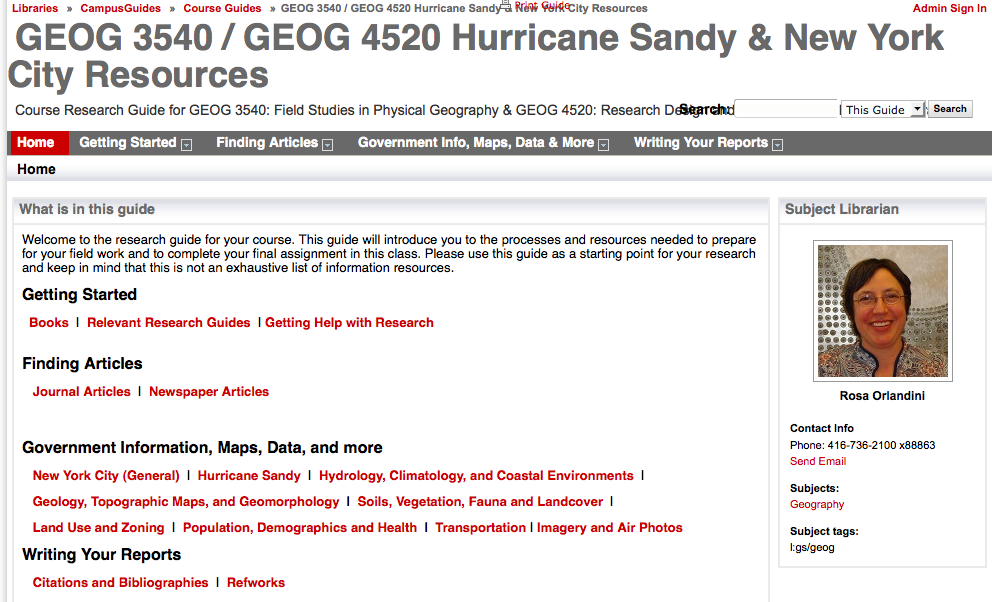 Libraries » CampusGuides » Course Guides » GEOG 3540 / GEOG 4520 Hurricane Sandy & New York City Resources
Print Guide
Admin Sign In
GEOG 3540 / GEOG 4520 Hurricane Sandy & New York
City Resources
Course Research Guide for GEOG 3540: Field Studies in Physical Geography & GEOG 4520: Research Design and
Search: This Guide Search
Home Getting Started Finding Articles Government Info, Maps, Data & More Writing Your Reports
Home
What is in this guide
Welcome to the research guide for your course. This guide will introduce you to the processes and resources needed to prepare
for your field work and to complete your final assignment in this class. Please use this guide as a starting point for your research
and keep in mind that this is not an exhaustive list of information resources.
Getting Started
Books | Relevant Research Guides | Getting Help with Research
Finding Articles
Journal Articles | Newspaper Articles
Government Information, Maps, Data, and more
New York City (General) | Hurricane Sandy | Hydrology, Climatology, and Coastal Environments |
Geology, Topographic Maps, and Geomorphology | Soils, Vegetation, Fauna and Landcover |
Land Use and Zoning | Population, Demographics and Health | Transportation | Imagery and Air Photos
Writing Your Reports
Citations and Bibliographies | Refworks
Subject Librarian
Rosa Orlandini
Contact Info
Phone: 416-736-2100 x88863
Send Email
Subjects:
Geography
Subject tags:
l:gs/geog